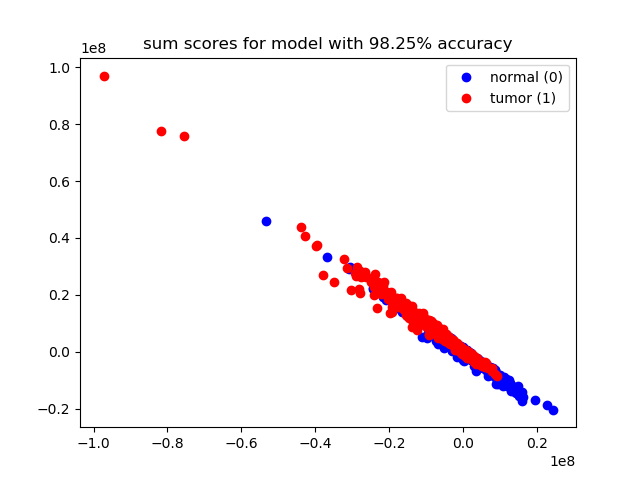 sum scores for model with 98.25% accuracy
1e8
normal (0)
tumor (1)
1.0
0.8
0.6
0.4
0.2
0.0
−0.2
−1.0 −0.8 −0.6 −0.4 −0.2 0.0 0.2
1e8